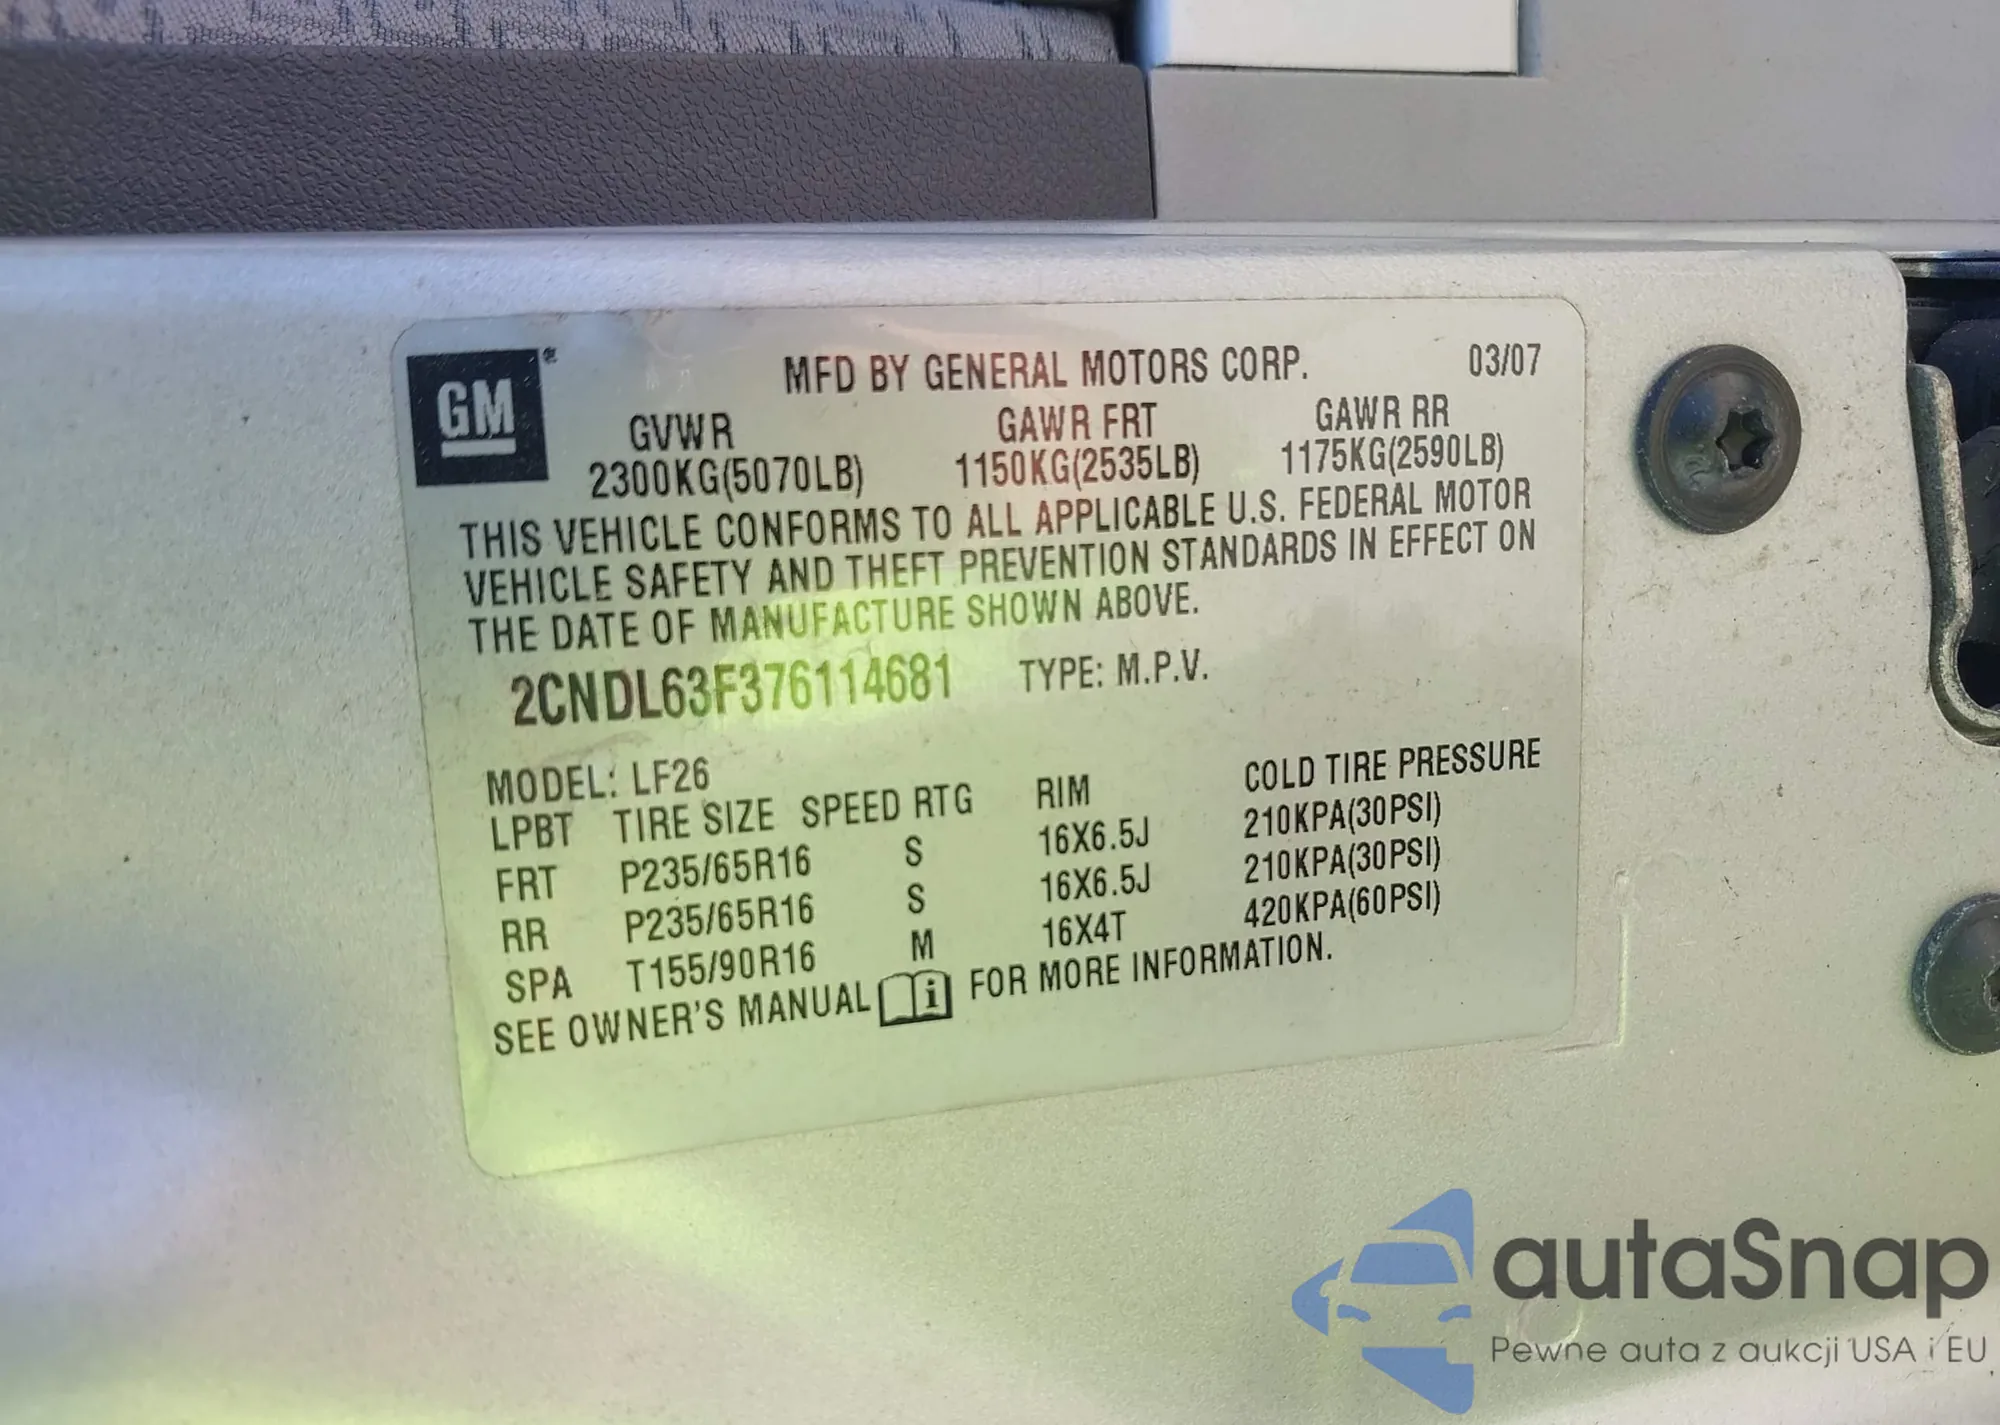 GM ®
MFD BY GENERAL MOTORS CORP. 03/07
GVWR GAWR FRT GAWR RR
2300KG(5070LB) 1150KG(2535LB) 1175KG(2590LB)
THIS VEHICLE CONFORMS TO ALL APPLICABLE U.S. FEDERAL MOTOR
VEHICLE SAFETY AND THEFT PREVENTION STANDARDS IN EFFECT ON
THE DATE OF MANUFACTURE SHOWN ABOVE.
2CNDL63F376114681 TYPE: M.P.V.
MODEL: LF26
LPBT TIRE SIZE SPEED RTG RIM COLD TIRE PRESSURE
FRT P235/65R16 S 16X6.5J 210KPA(30PSI)
RR P235/65R16 S 16X6.5J 210KPA(30PSI)
SPA T155/90R16 M 16X4T 420KPA(60PSI)
SEE OWNER'S MANUAL i FOR MORE INFORMATION.
autaSnap
Pewne auta z aukcji USA i EU